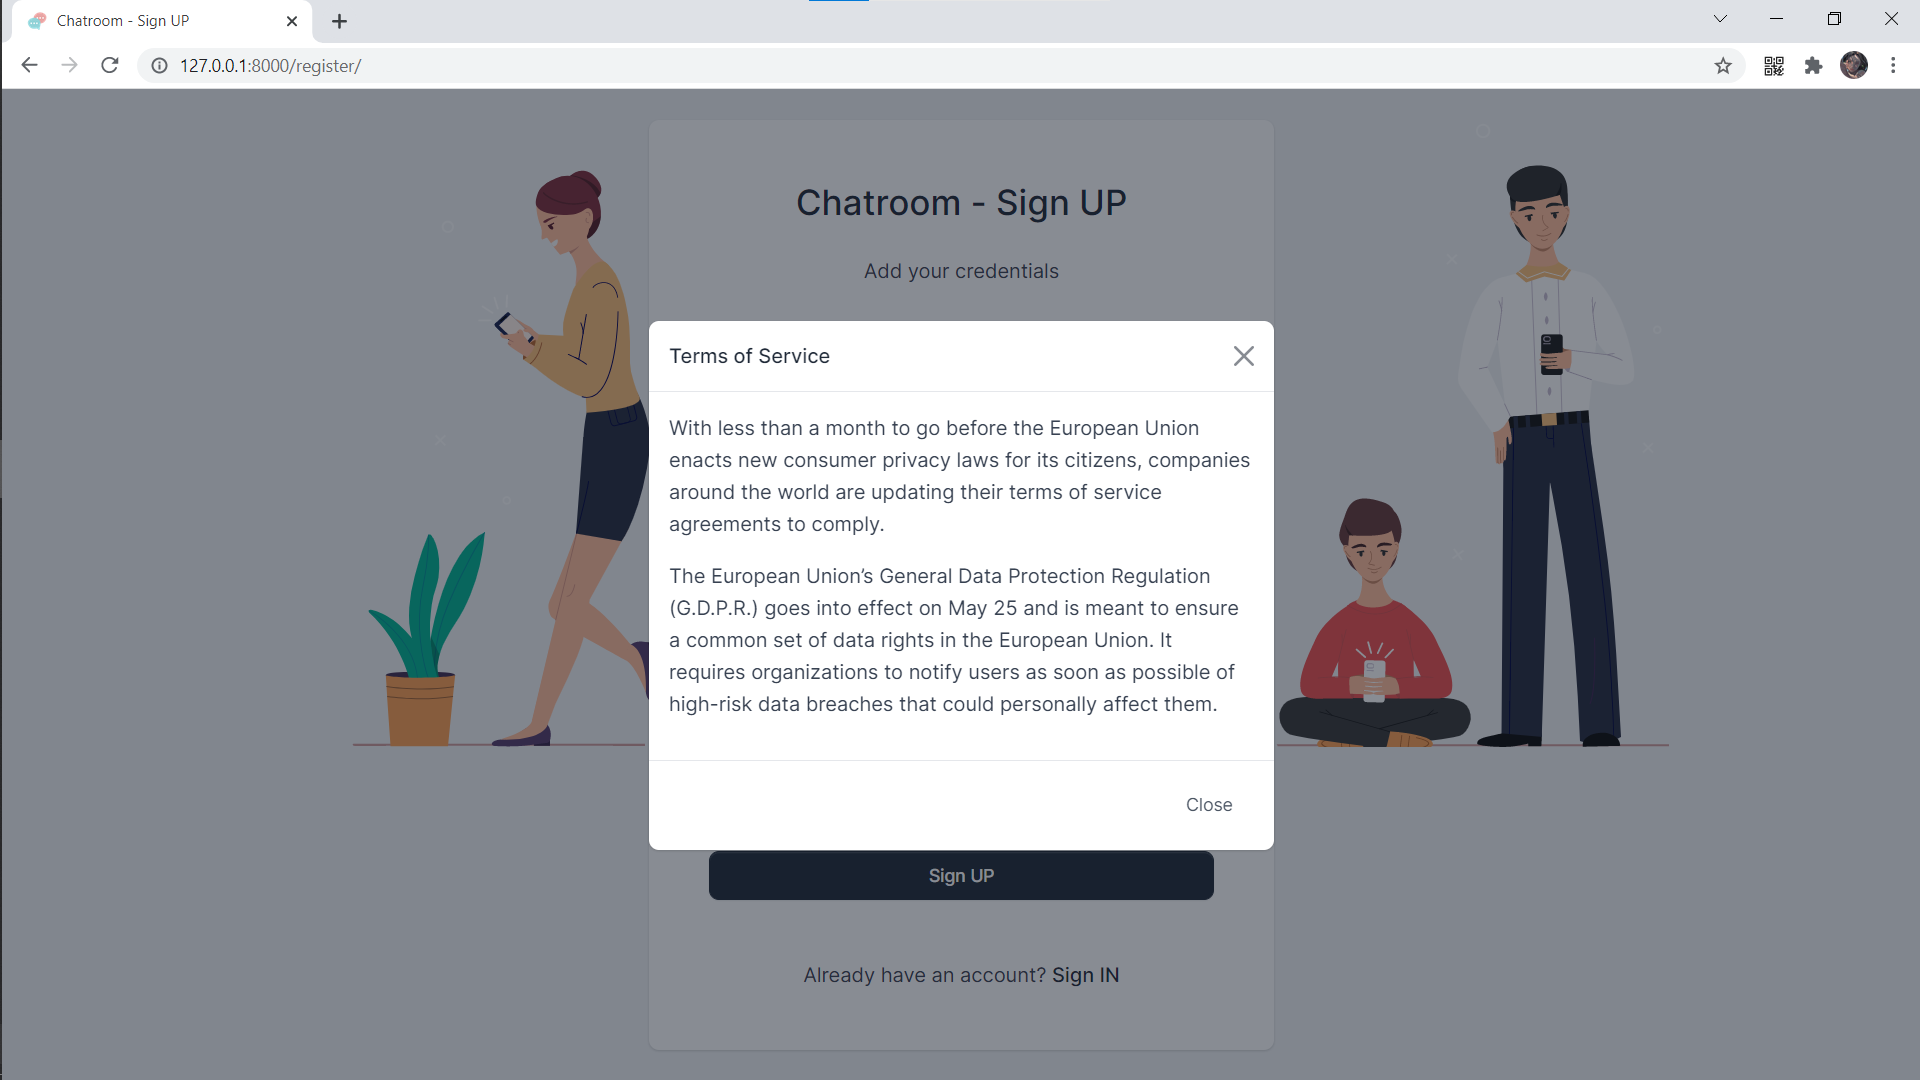 Chatroom - Sign UP
127.0.0.1:8000/register/
Chatroom - Sign UP
Add your credentials
Terms of Service
With less than a month to go before the European Union
enacts new consumer privacy laws for its citizens, companies
around the world are updating their terms of service
agreements to comply.
The European Union’s General Data Protection Regulation
(G.D.P.R.) goes into effect on May 25 and is meant to ensure
a common set of data rights in the European Union. It
requires organizations to notify users as soon as possible of
high-risk data breaches that could personally affect them.
Close
Sign UP
Already have an account? Sign IN